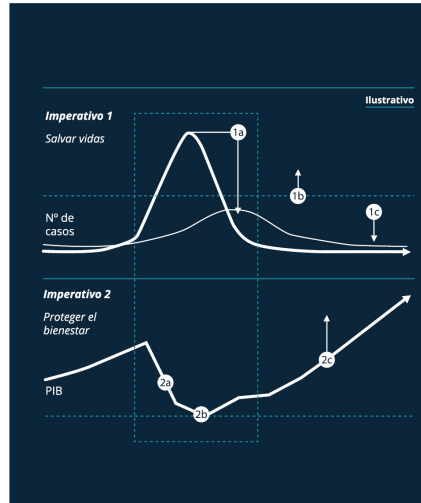 Ilustrativo
Imperativo 1
Salvar vidas
1a
1b
1c
Nº de
casos
Imperativo 2
Proteger el
bienestar
2c
2a
PIB
2b